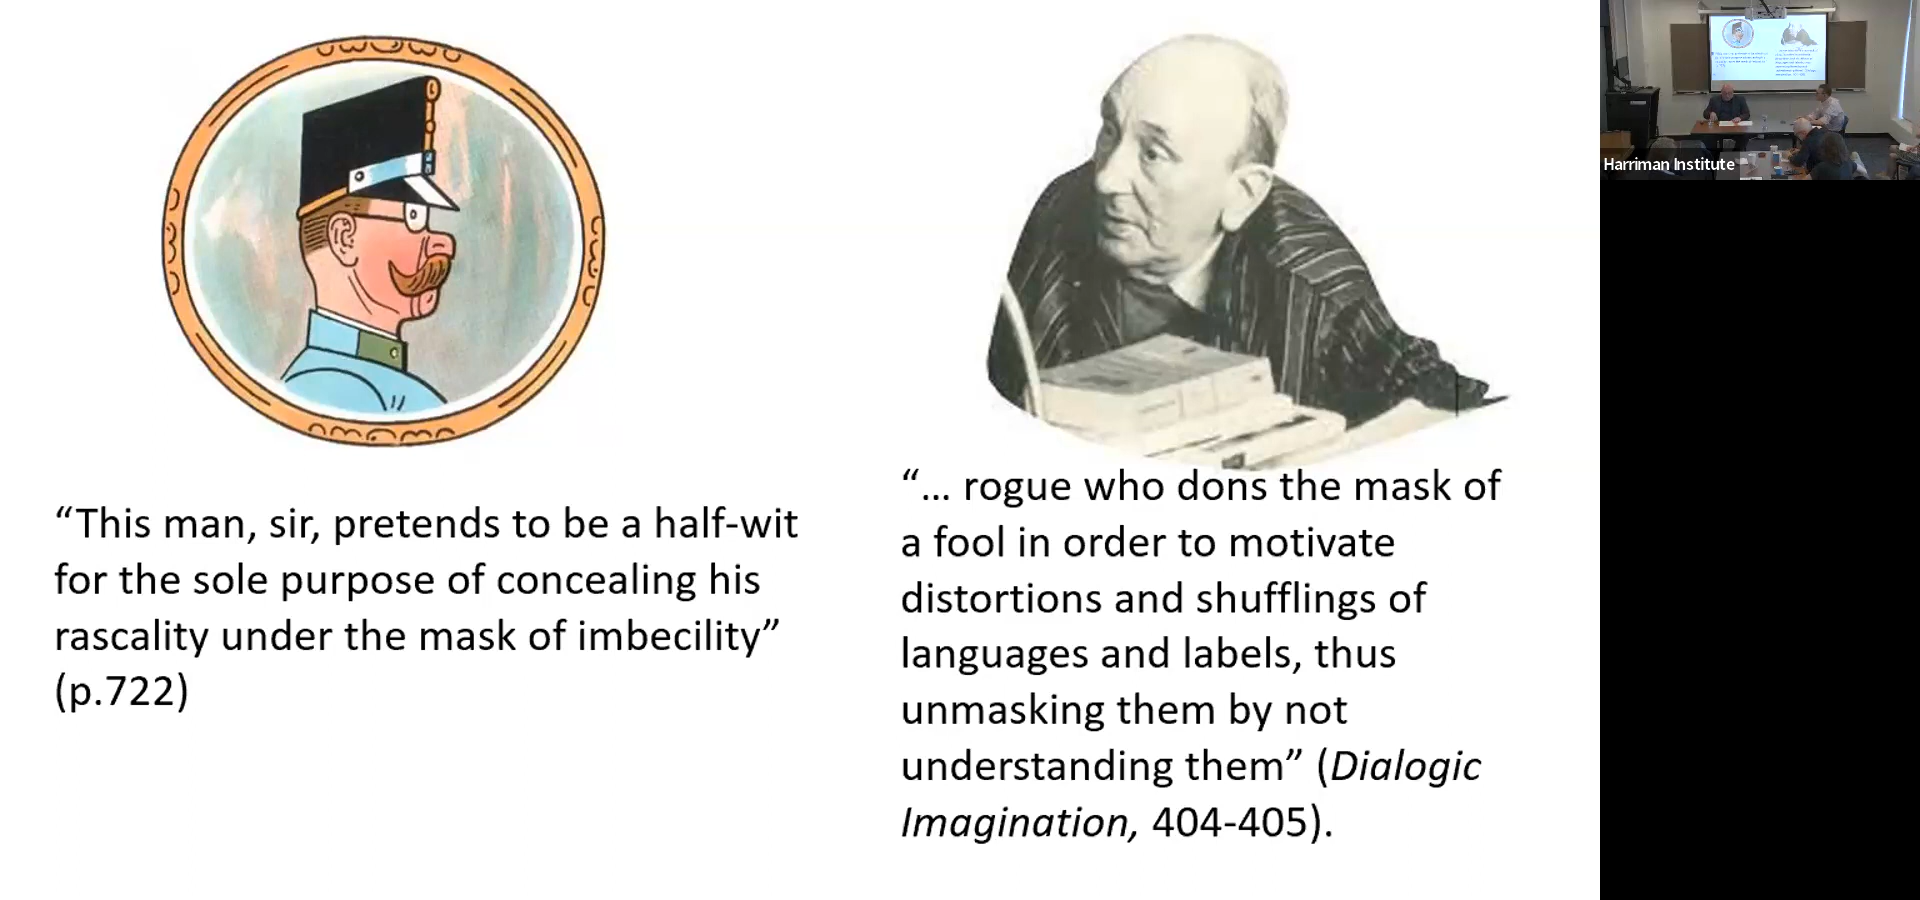 “This man, sir, pretends to be a half-wit
for the sole purpose of concealing his
rascality under the mask of imbecility”
(p.722)
“... rogue who dons the mask of
a fool in order to motivate
distortions and shufflings of
languages and labels, thus
unmasking them by not
understanding them” (Dialogic
Imagination, 404-405).
Harriman Institute